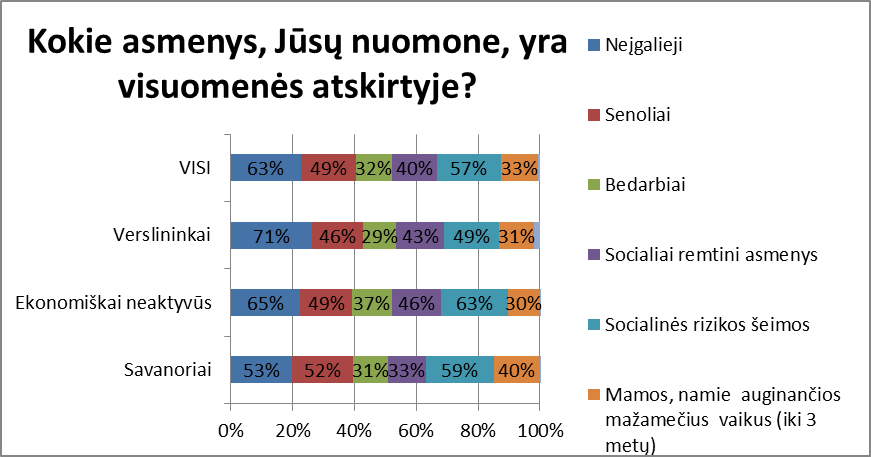 Kokie asmenys, Jūsų nuomone, yra
visuomenės atskirtyje?
VISI
63% 49% 32% 40% 57% 33%
Verslininkai
71% 46% 29% 43% 49% 31%
Ekonomiškai neaktyvūs
65% 49% 37% 46% 63% 30%
Savanoriai
53% 52% 31% 33% 59% 40%
0% 20% 40% 60% 80% 100%
Neįgalieji
Senoliai
Bedarbiai
Socialiai remtini asmenys
Socialinės rizikos šeimos
Mamos, namie auginančios
mažamečius vaikus (iki 3
metų)